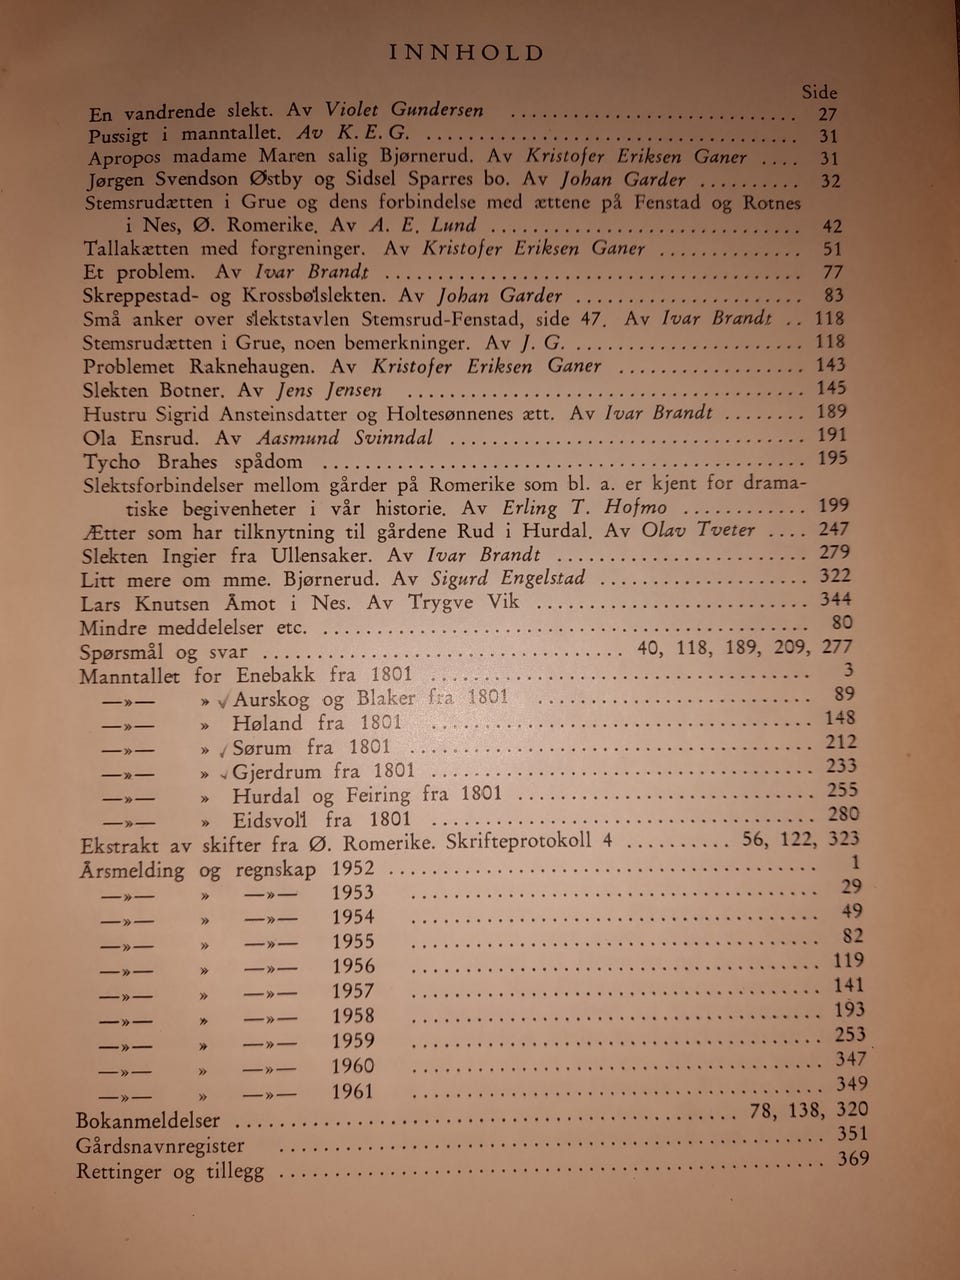 INNHOLD
Side
En vandrende slekt. Av Violet Gundersen ............................ 27
Pussigt i manntallet. Av K. E. G. .................................... 31
Apropos madame Maren salig Bjørnerud. Av Kristofer Eriksen Ganer .... 31
Jørgen Svendson Østby og Sidsel Sparres bo. Av Johan Garder .......... 32
Stemsrudætten i Grue og dens forbindelse med ættene på Fenstad og Rotnes
i Nes, Ø. Romerike. Av A. E. Lund .............................. 42
Tallakætten med forgreninger. Av Kristofer Eriksen Ganer .............. 51
Et problem. Av Ivar Brandt ........................................ 77
Skreppestad- og Krossbølslekten. Av Johan Garder ...................... 83
Små anker over slektstavlen Stemsrud-Fenstad, side 47. Av Ivar Brandt .. 118
Stemsrudætten i Grue, noen bemerkninger. Av J. G. ...................... 118
Problemet Raknehaugen. Av Kristofer Eriksen Ganer .................. 143
Slekten Botner. Av Jens Jensen ...................................... 145
Hustru Sigrid Ansteinsdatter og Holtesønnenes ætt. Av Ivar Brandt ........ 189
Ola Ensrud. Av Aasmund Svinndal .................................. 191
Tycho Brahes spådom .............................................. 195
Slektsforbindelser mellom gårder på Romerike som bl. a. er kjent for drama-
tiske begivenheter i vår historie. Av Erling T. Hofmo ............ 199
Ætter som har tilknytning til gårdene Rud i Hurdal. Av Olav Tveter .... 247
Slekten Ingier fra Ullensaker. Av Ivar Brandt ........................ 279
Litt mere om mme. Bjørnerud. Av Sigurd Engelstad .................... 322
Lars Knutsen Åmot i Nes. Av Trygve Vik .......................... 344
Mindre meddelelser etc. .............................................. 80
Spørsmål og svar .................................. 40, 118, 189, 209, 277
Manntallet for Enebakk fra 1801 .................................... 3
—»— » ✓ Aurskog og Blaker fra 1801 .......................... 89
—»— » Høland fra 1801 .................................... 148
—»— » ✓ Sørum fra 1801 ...................................... 212
—»— » ✓ Gjerdrum fra 1801 .................................... 233
—»— » Hurdal og Feiring fra 1801 ............................ 255
—»— » Eidsvoll fra 1801 .................................... 280
Ekstrakt av skifter fra Ø. Romerike. Skrifteprotokoll 4 .......... 56, 122, 323
Årsmelding og regnskap 1952 ........................................ 1
—»— » —»— 1953 ...................................... 29
—»— » —»— 1954 ...................................... 49
—»— » —»— 1955 ...................................... 82
—»— » —»— 1956 ...................................... 119
—»— » —»— 1957 ...................................... 141
—»— » —»— 1958 ...................................... 193
—»— » —»— 1959 ...................................... 253
—»— » —»— 1960 ...................................... 347
—»— » —»— 1961 ...................................... 349
Bokanmeldelser .............................................. 78, 138, 320
Gårdsnavnregister .................................................. 351
Rettinger og tillegg .................................................. 369